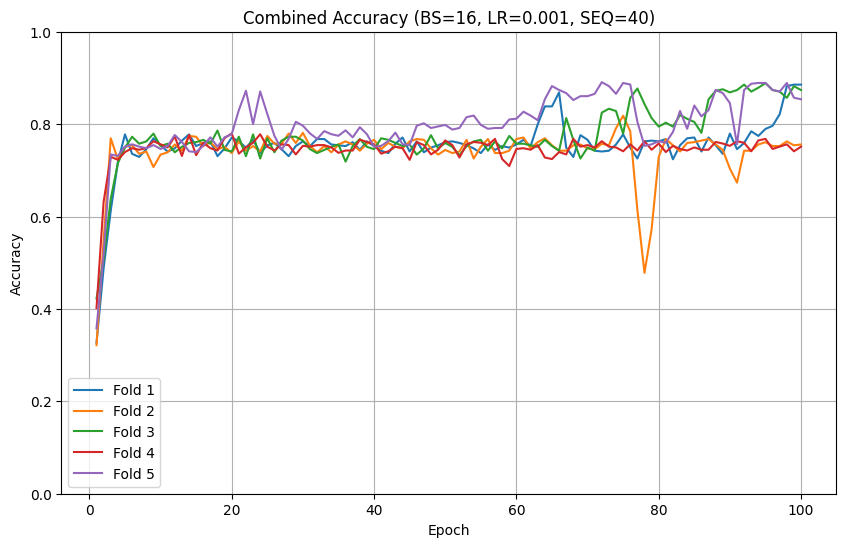 Combined Accuracy (BS=16, LR=0.001, SEQ=40)
Accuracy
1.0
0.8
0.6
0.4
0.2
0.0
Fold 1
Fold 2
Fold 3
Fold 4
Fold 5
0 20 40 60 80 100
Epoch